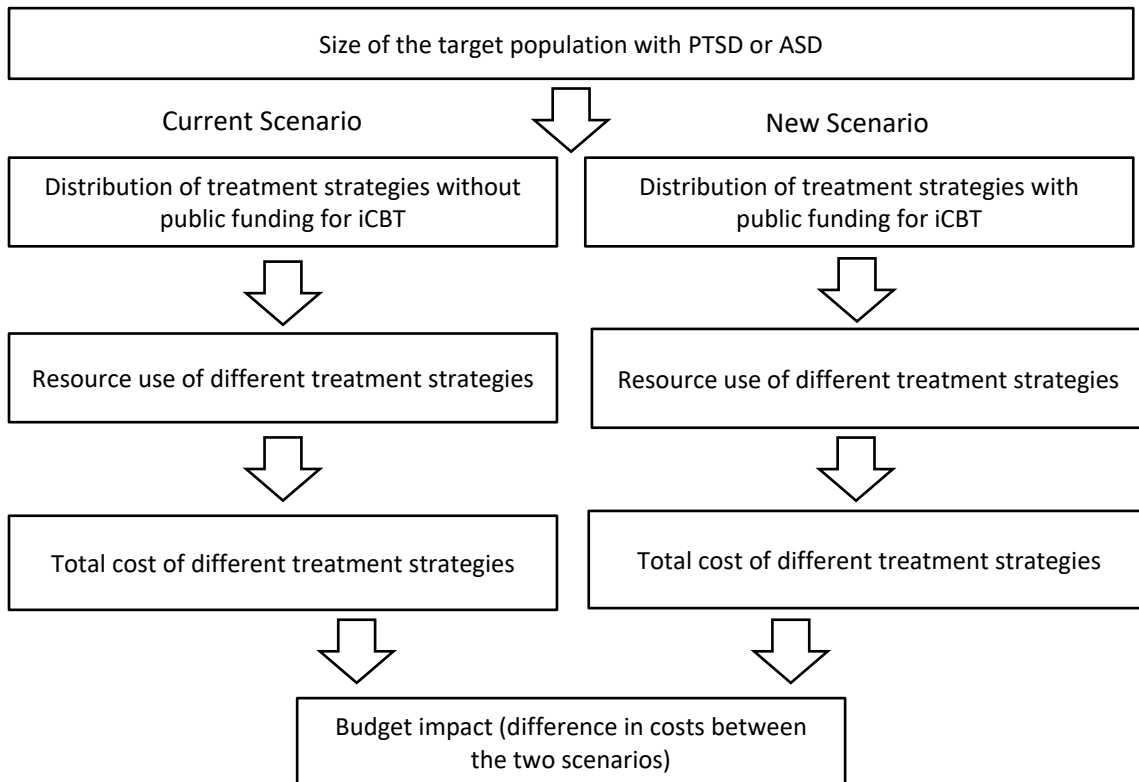 Size of the target population with PTSD or ASD
Current Scenario
New Scenario
Distribution of treatment strategies without
public funding for iCBT
Distribution of treatment strategies with
public funding for iCBT
Resource use of different treatment strategies
Resource use of different treatment strategies
Total cost of different treatment strategies
Total cost of different treatment strategies
Budget impact (difference in costs between
the two scenarios)